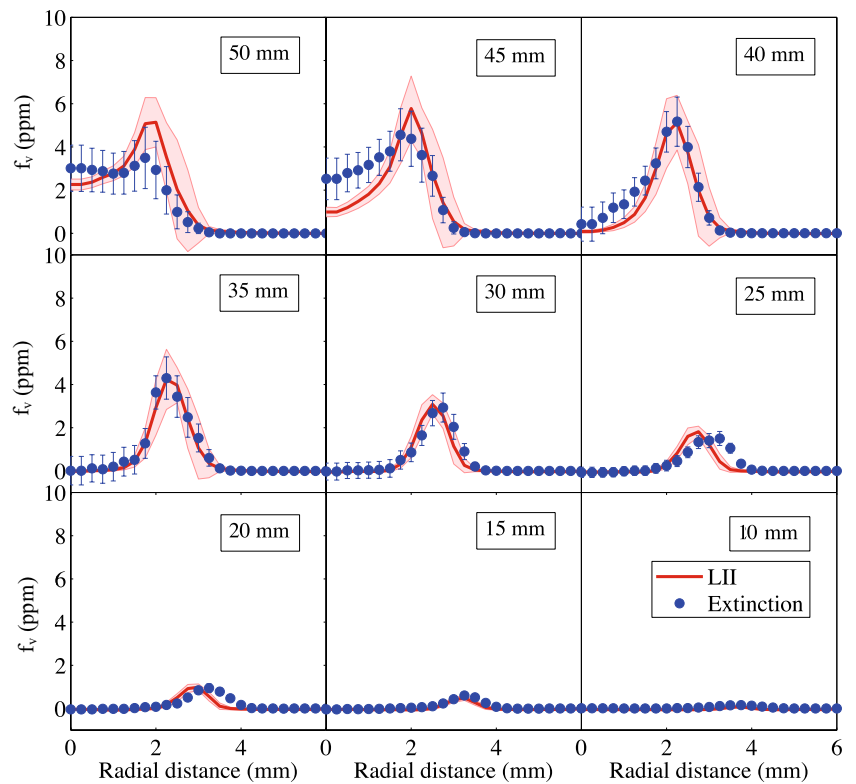 10
8
6
4
2
0
f_v (ppm)
50 mm
45 mm
40 mm
10
8
6
4
2
0
f_v (ppm)
35 mm
30 mm
25 mm
10
8
6
4
2
0
f_v (ppm)
20 mm
15 mm
10 mm
LII
Extinction
0 2 4 0 2 4 0 2 4 6
Radial distance (mm) Radial distance (mm) Radial distance (mm)